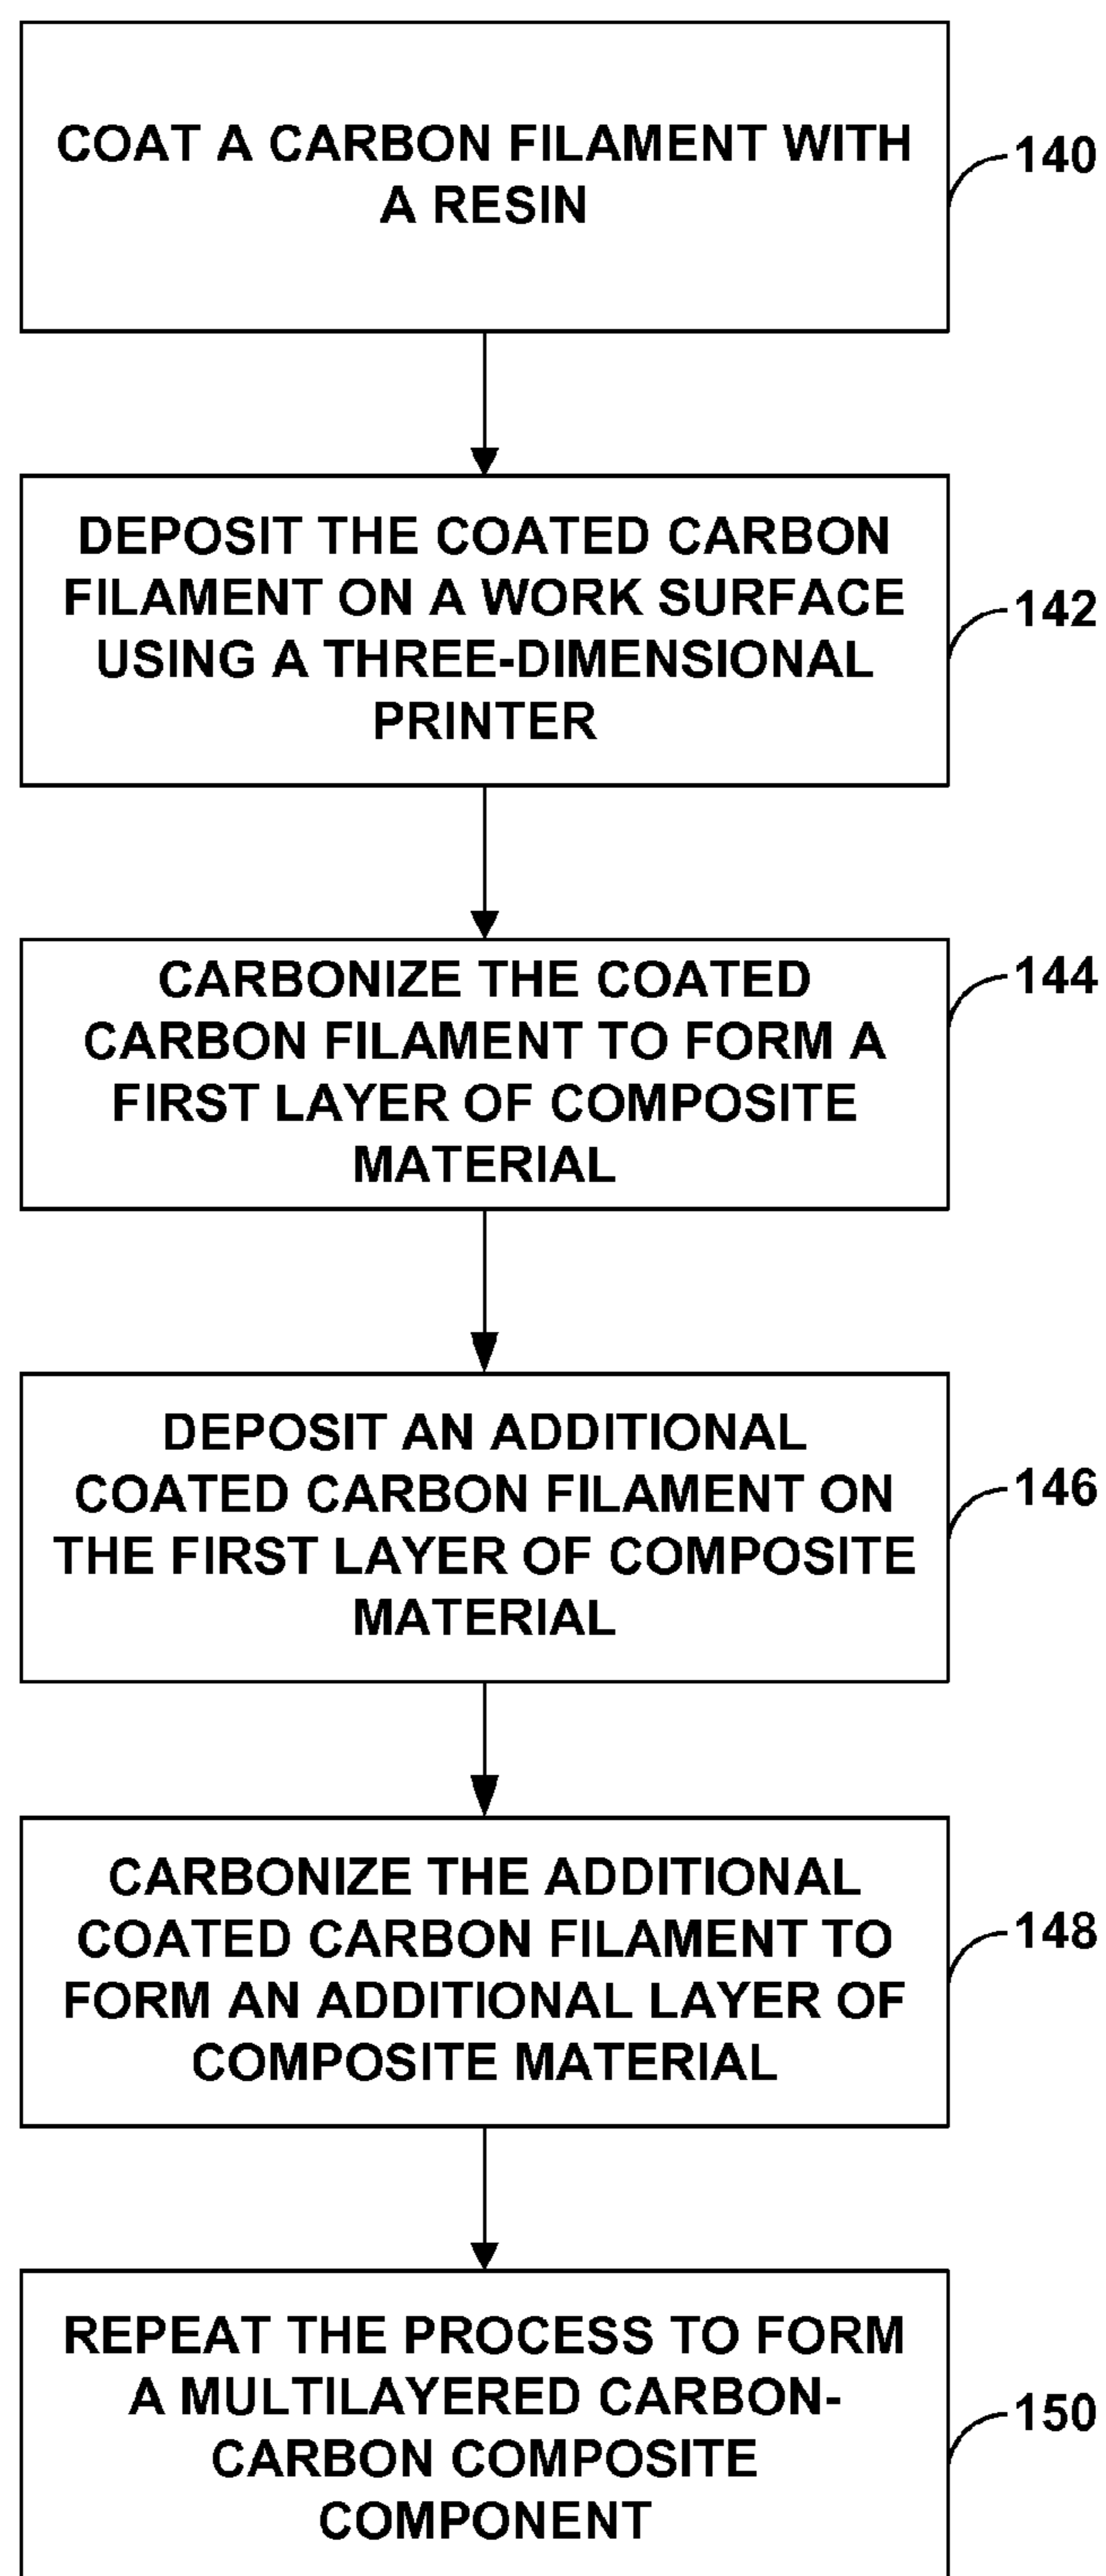 COAT A CARBON FILAMENT WITH
A RESIN
140
DEPOSIT THE COATED CARBON
FILAMENT ON A WORK SURFACE
USING A THREE-DIMENSIONAL
PRINTER
142
CARBONIZE THE COATED
CARBON FILAMENT TO FORM A
FIRST LAYER OF COMPOSITE
MATERIAL
144
DEPOSIT AN ADDITIONAL
COATED CARBON FILAMENT ON
THE FIRST LAYER OF COMPOSITE
MATERIAL
146
CARBONIZE THE ADDITIONAL
COATED CARBON FILAMENT TO
FORM AN ADDITIONAL LAYER OF
COMPOSITE MATERIAL
148
REPEAT THE PROCESS TO FORM
A MULTILAYERED CARBON-
CARBON COMPOSITE
COMPONENT
150